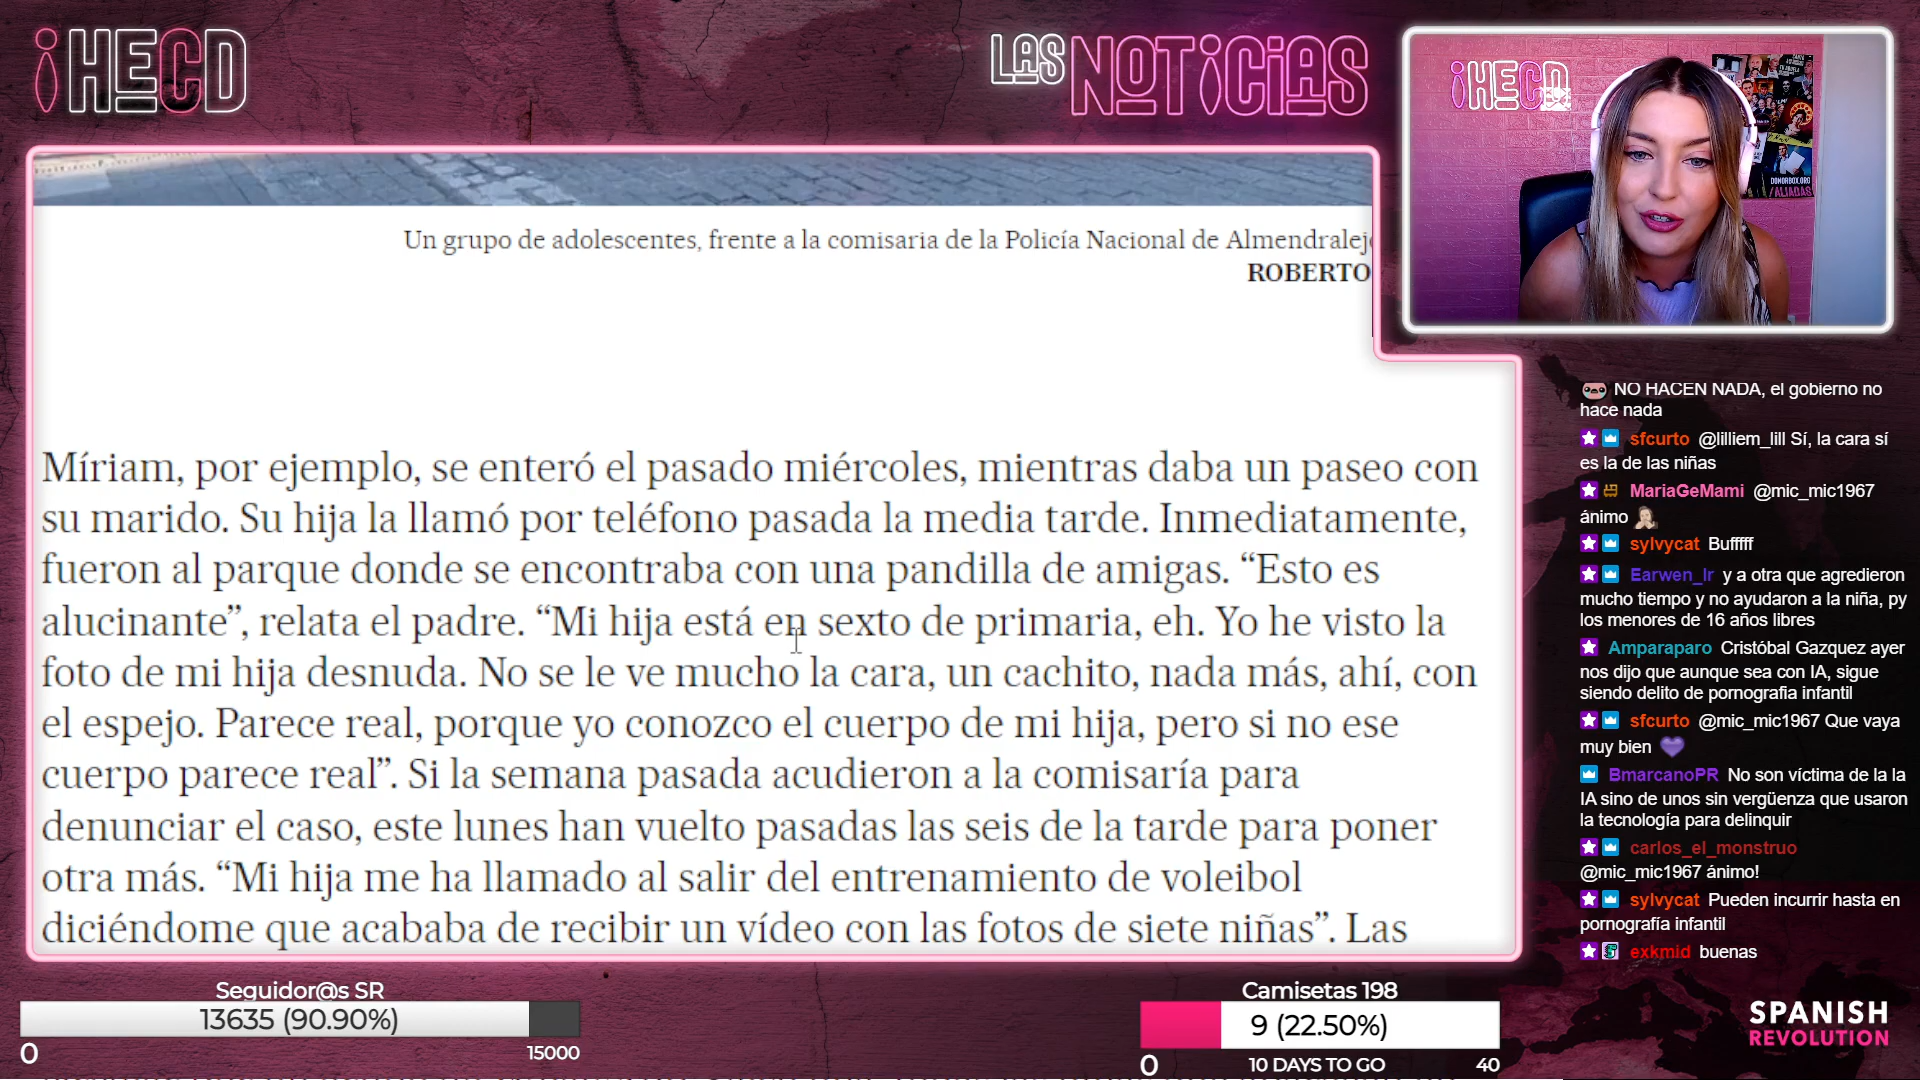 ¡HECD
LAS NOTICIAS
¡HECD
DONORBOX.ORG
/ALIADAS
Un grupo de adolescentes, frente a la comisaria de la Policía Nacional de Almendralej
ROBERTO
Míriam, por ejemplo, se enteró el pasado miércoles, mientras daba un paseo con
su marido. Su hija la llamó por teléfono pasada la media tarde. Inmediatamente,
fueron al parque donde se encontraba con una pandilla de amigas. “Esto es
alucinante”, relata el padre. “Mi hija está en sexto de primaria, eh. Yo he visto la
foto de mi hija desnuda. No se le ve mucho la cara, un cachito, nada más, ahí, con
el espejo. Parece real, porque yo conozco el cuerpo de mi hija, pero si no ese
cuerpo parece real”. Si la semana pasada acudieron a la comisaría para
denunciar el caso, este lunes han vuelto pasadas las seis de la tarde para poner
otra más. “Mi hija me ha llamado al salir del entrenamiento de voleibol
diciéndome que acababa de recibir un vídeo con las fotos de siete niñas”. Las
NO HACEN NADA, el gobierno no
hace nada
sfcurto @lilliem_lill Sí, la cara sí
es la de las niñas
MariaGeMami @mic_mic1967
ánimo
sylvycat Bufffff
Earwen_Ir y a otra que agredieron
mucho tiempo y no ayudaron a la niña, py
los menores de 16 años libres
Amparaparo Cristóbal Gazquez ayer
nos dijo que aunque sea con IA, sigue
siendo delito de pornografia infantil
sfcurto @mic_mic1967 Que vaya
muy bien
BmarcanoPR No son víctima de la la
IA sino de unos sin vergüenza que usaron
la tecnología para delinquir
carlos_el_monstruo
@mic_mic1967 ánimo!
sylvycat Pueden incurrir hasta en
pornografía infantil
exkmid buenas
Seguidor@s SR
13635 (90.90%)
0 15000
Camisetas 198
9 (22.50%)
0 10 DAYS TO GO 40
SPANISH
REVOLUTION